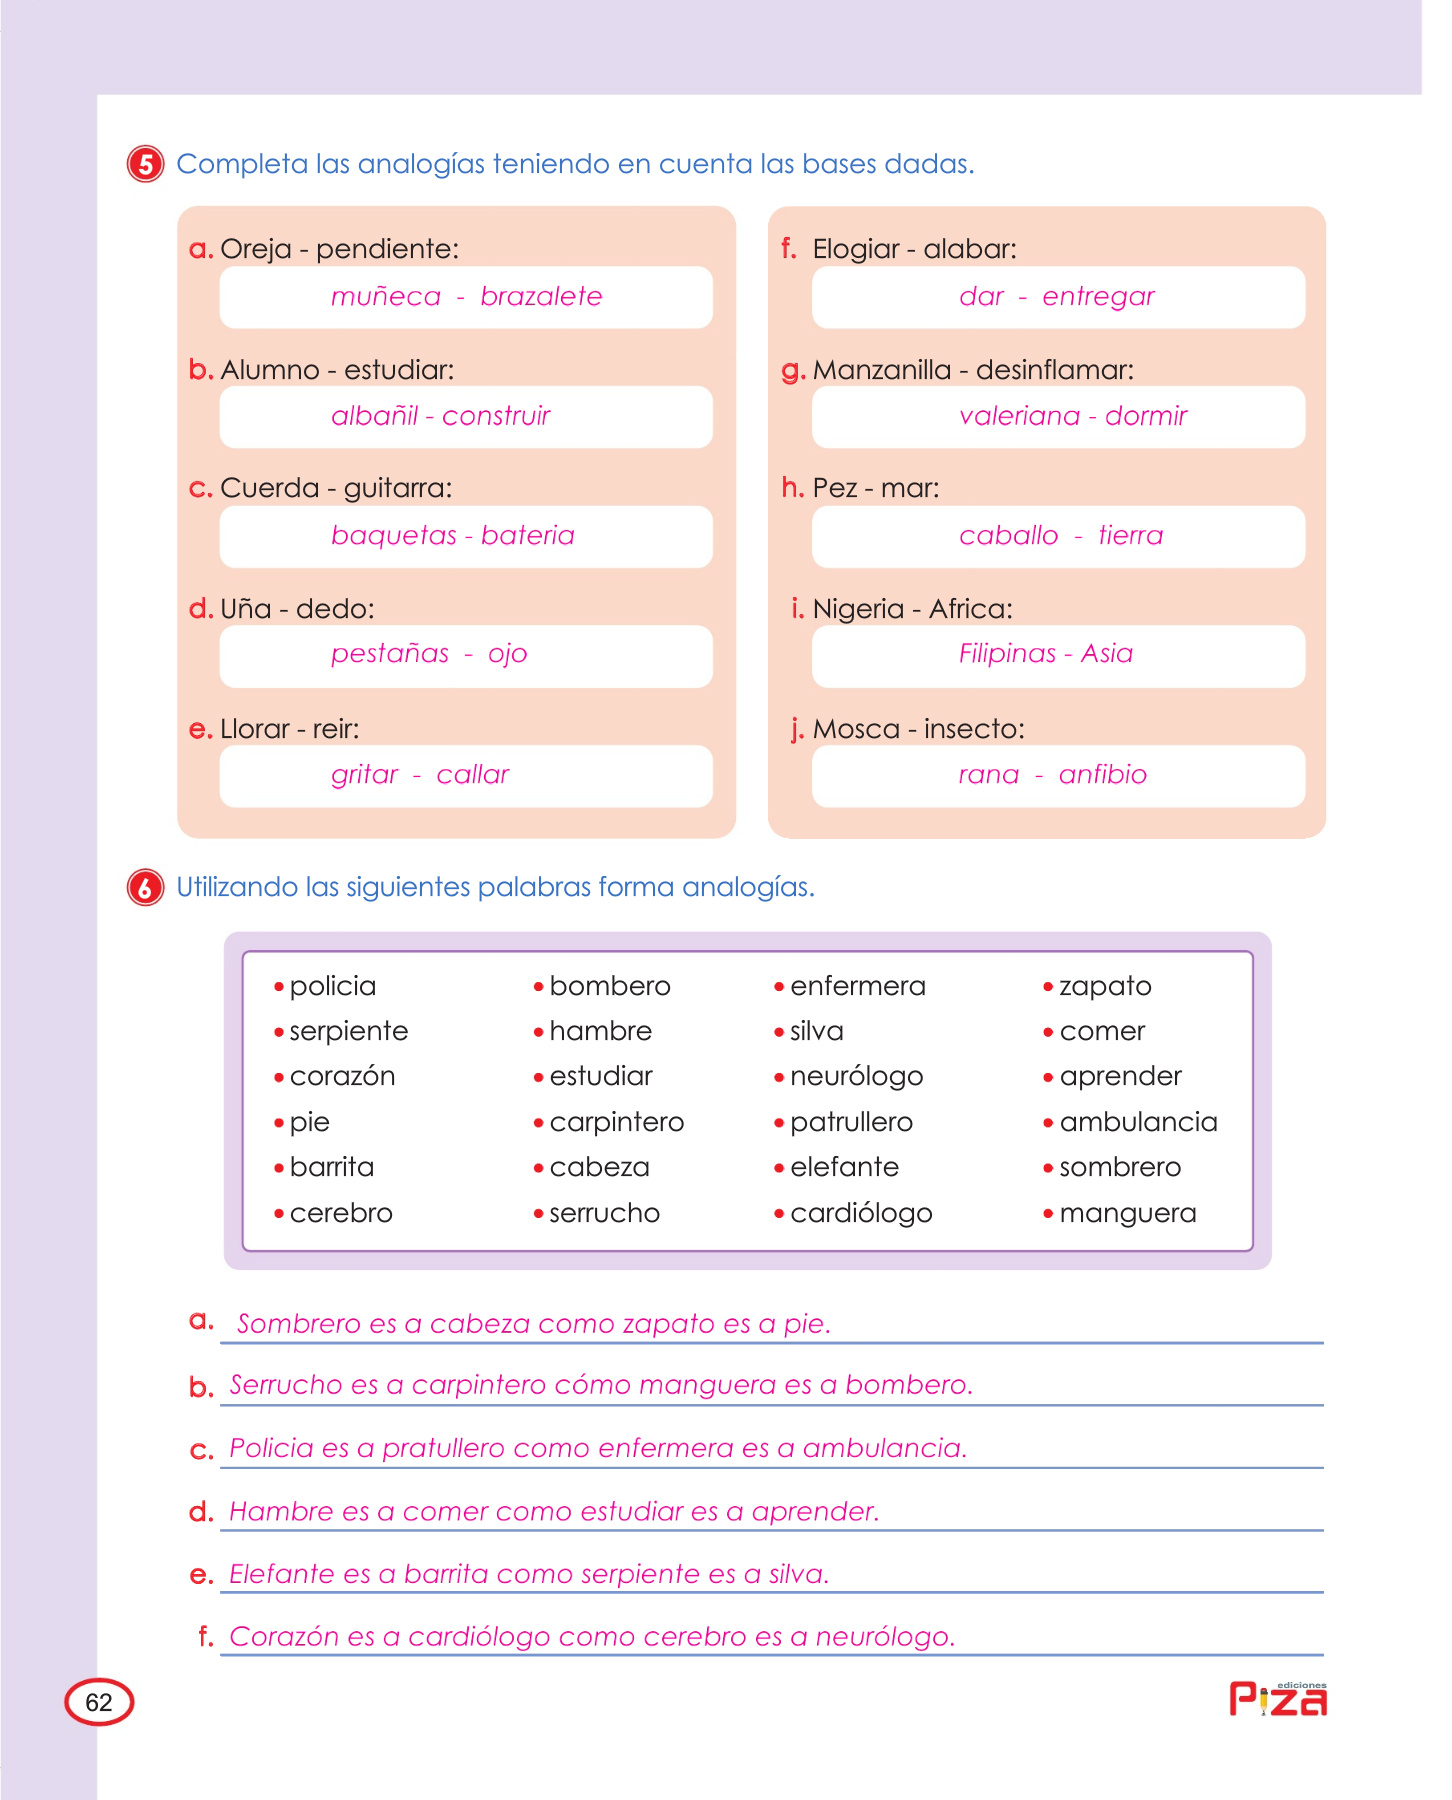 5 Completa las analogías teniendo en cuenta las bases dadas.
a. Oreja - pendiente:
muñeca - brazalete
b. Alumno - estudiar:
albañil - construir
c. Cuerda - guitarra:
baquetas - bateria
d. Uña - dedo:
pestañas - ojo
e. Llorar - reir:
gritar - callar
f. Elogiar - alabar:
dar - entregar
g. Manzanilla - desinflamar:
valeriana - dormir
h. Pez - mar:
caballo - tierra
i. Nigeria - Africa:
Filipinas - Asia
j. Mosca - insecto:
rana - anfibio
6 Utilizando las siguientes palabras forma analogías.
• policia • bombero • enfermera • zapato
• serpiente • hambre • silva • comer
• corazón • estudiar • neurólogo • aprender
• pie • carpintero • patrullero • ambulancia
• barrita • cabeza • elefante • sombrero
• cerebro • serrucho • cardiólogo • manguera
a. Sombrero es a cabeza como zapato es a pie.
b. Serrucho es a carpintero cómo manguera es a bombero.
c. Policia es a pratullero como enfermera es a ambulancia.
d. Hambre es a comer como estudiar es a aprender.
e. Elefante es a barrita como serpiente es a silva.
f. Corazón es a cardiólogo como cerebro es a neurólogo.
62
ediciones
Piza